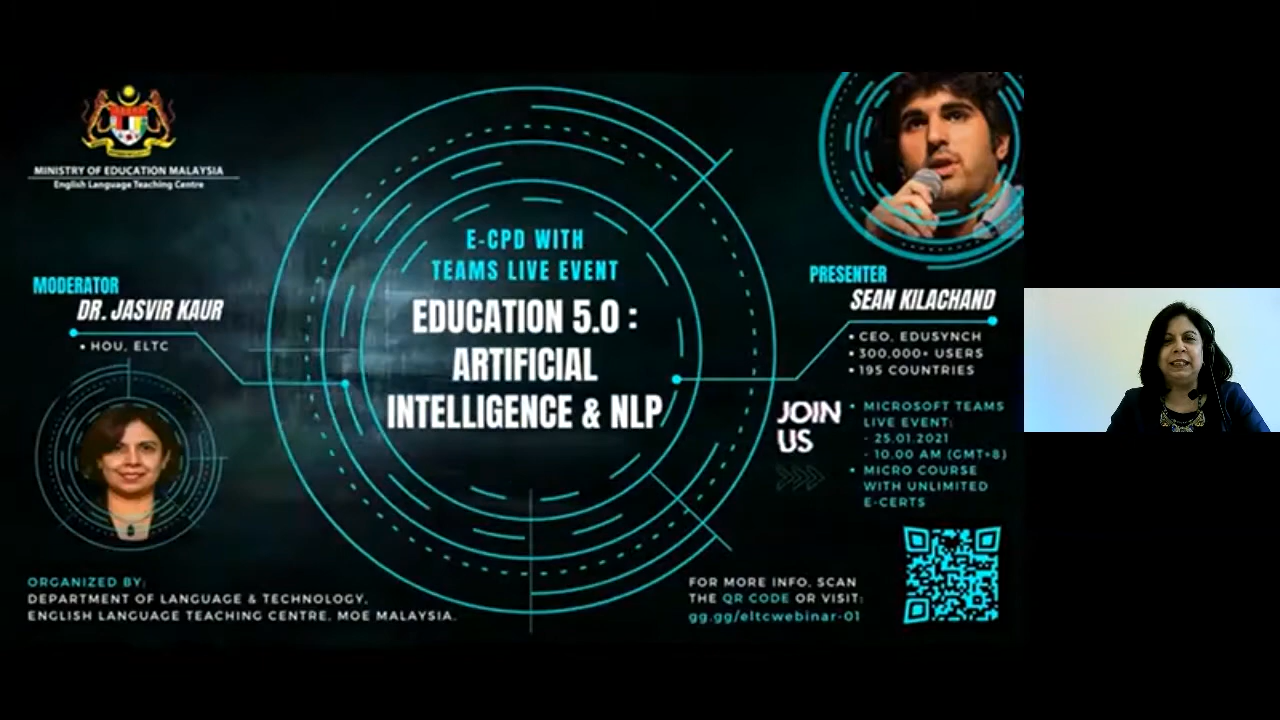 MINISTRY OF EDUCATION MALAYSIA
English Language Teaching Centre
MODERATOR
DR. JASVIR KAUR
• HOU, ELTC
E-CPD WITH
TEAMS LIVE EVENT
EDUCATION 5.0 :
ARTIFICIAL
INTELLIGENCE & NLP
PRESENTER
SEAN KILACHAND
• CEO, EDUSYNCH
• 300,000+ USERS
• 195 COUNTRIES
JOIN
US
• MICROSOFT TEAMS
LIVE EVENT:
- 25.01.2021
- 10.00 AM (GMT+8)
• MICRO COURSE
WITH UNLIMITED
E-CERTS
ORGANIZED BY:
DEPARTMENT OF LANGUAGE & TECHNOLOGY,
ENGLISH LANGUAGE TEACHING CENTRE, MOE MALAYSIA.
FOR MORE INFO, SCAN
THE QR CODE OR VISIT:
gg.gg/eltcwebinar-01